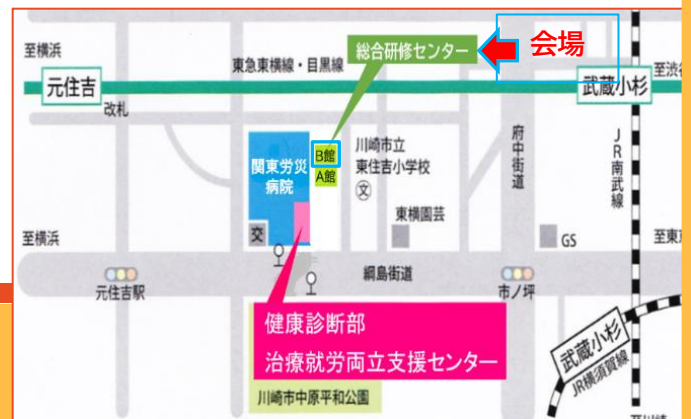 会場
総合研修センター
至横浜
東急東横線・目黒線
元住吉
武蔵小杉
改札
B館
A館
関東労災
病院
川崎市立
東住吉小学校
文
府中街道
JR南武線
東横園芸
交
GS
至横浜
綱島街道
元住吉駅
市ノ坪
健康診断部
治療就労両立支援センター
武蔵小杉
JR横須賀線
川崎市中原平和公園